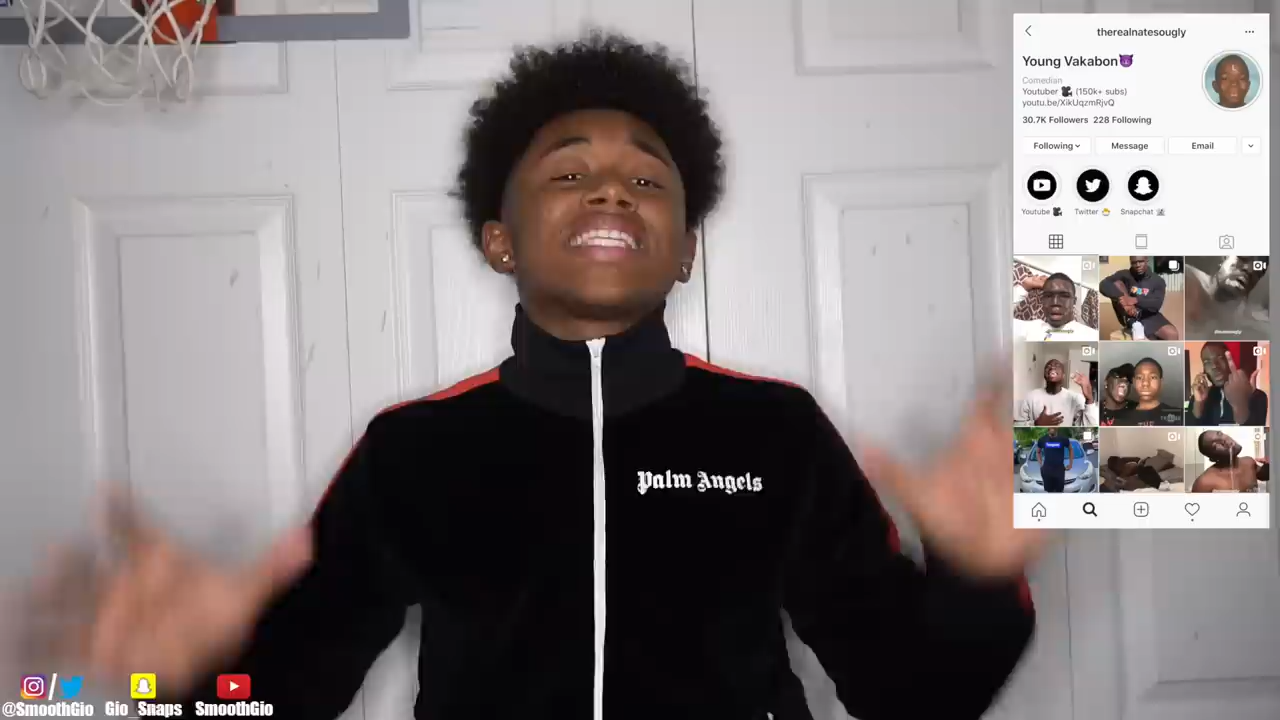 therealnatesougly
Young Vakabon😈
Comedian
Youtuber 🎥 (150k+ subs)
youtu.be/XikUqzmRjvQ
30.7K Followers 228 Following
Following
Message
Email
Youtube 🎥
Twitter
Snapchat
Palm Angels
@SmoothGio
Gio_Snaps
SmoothGio